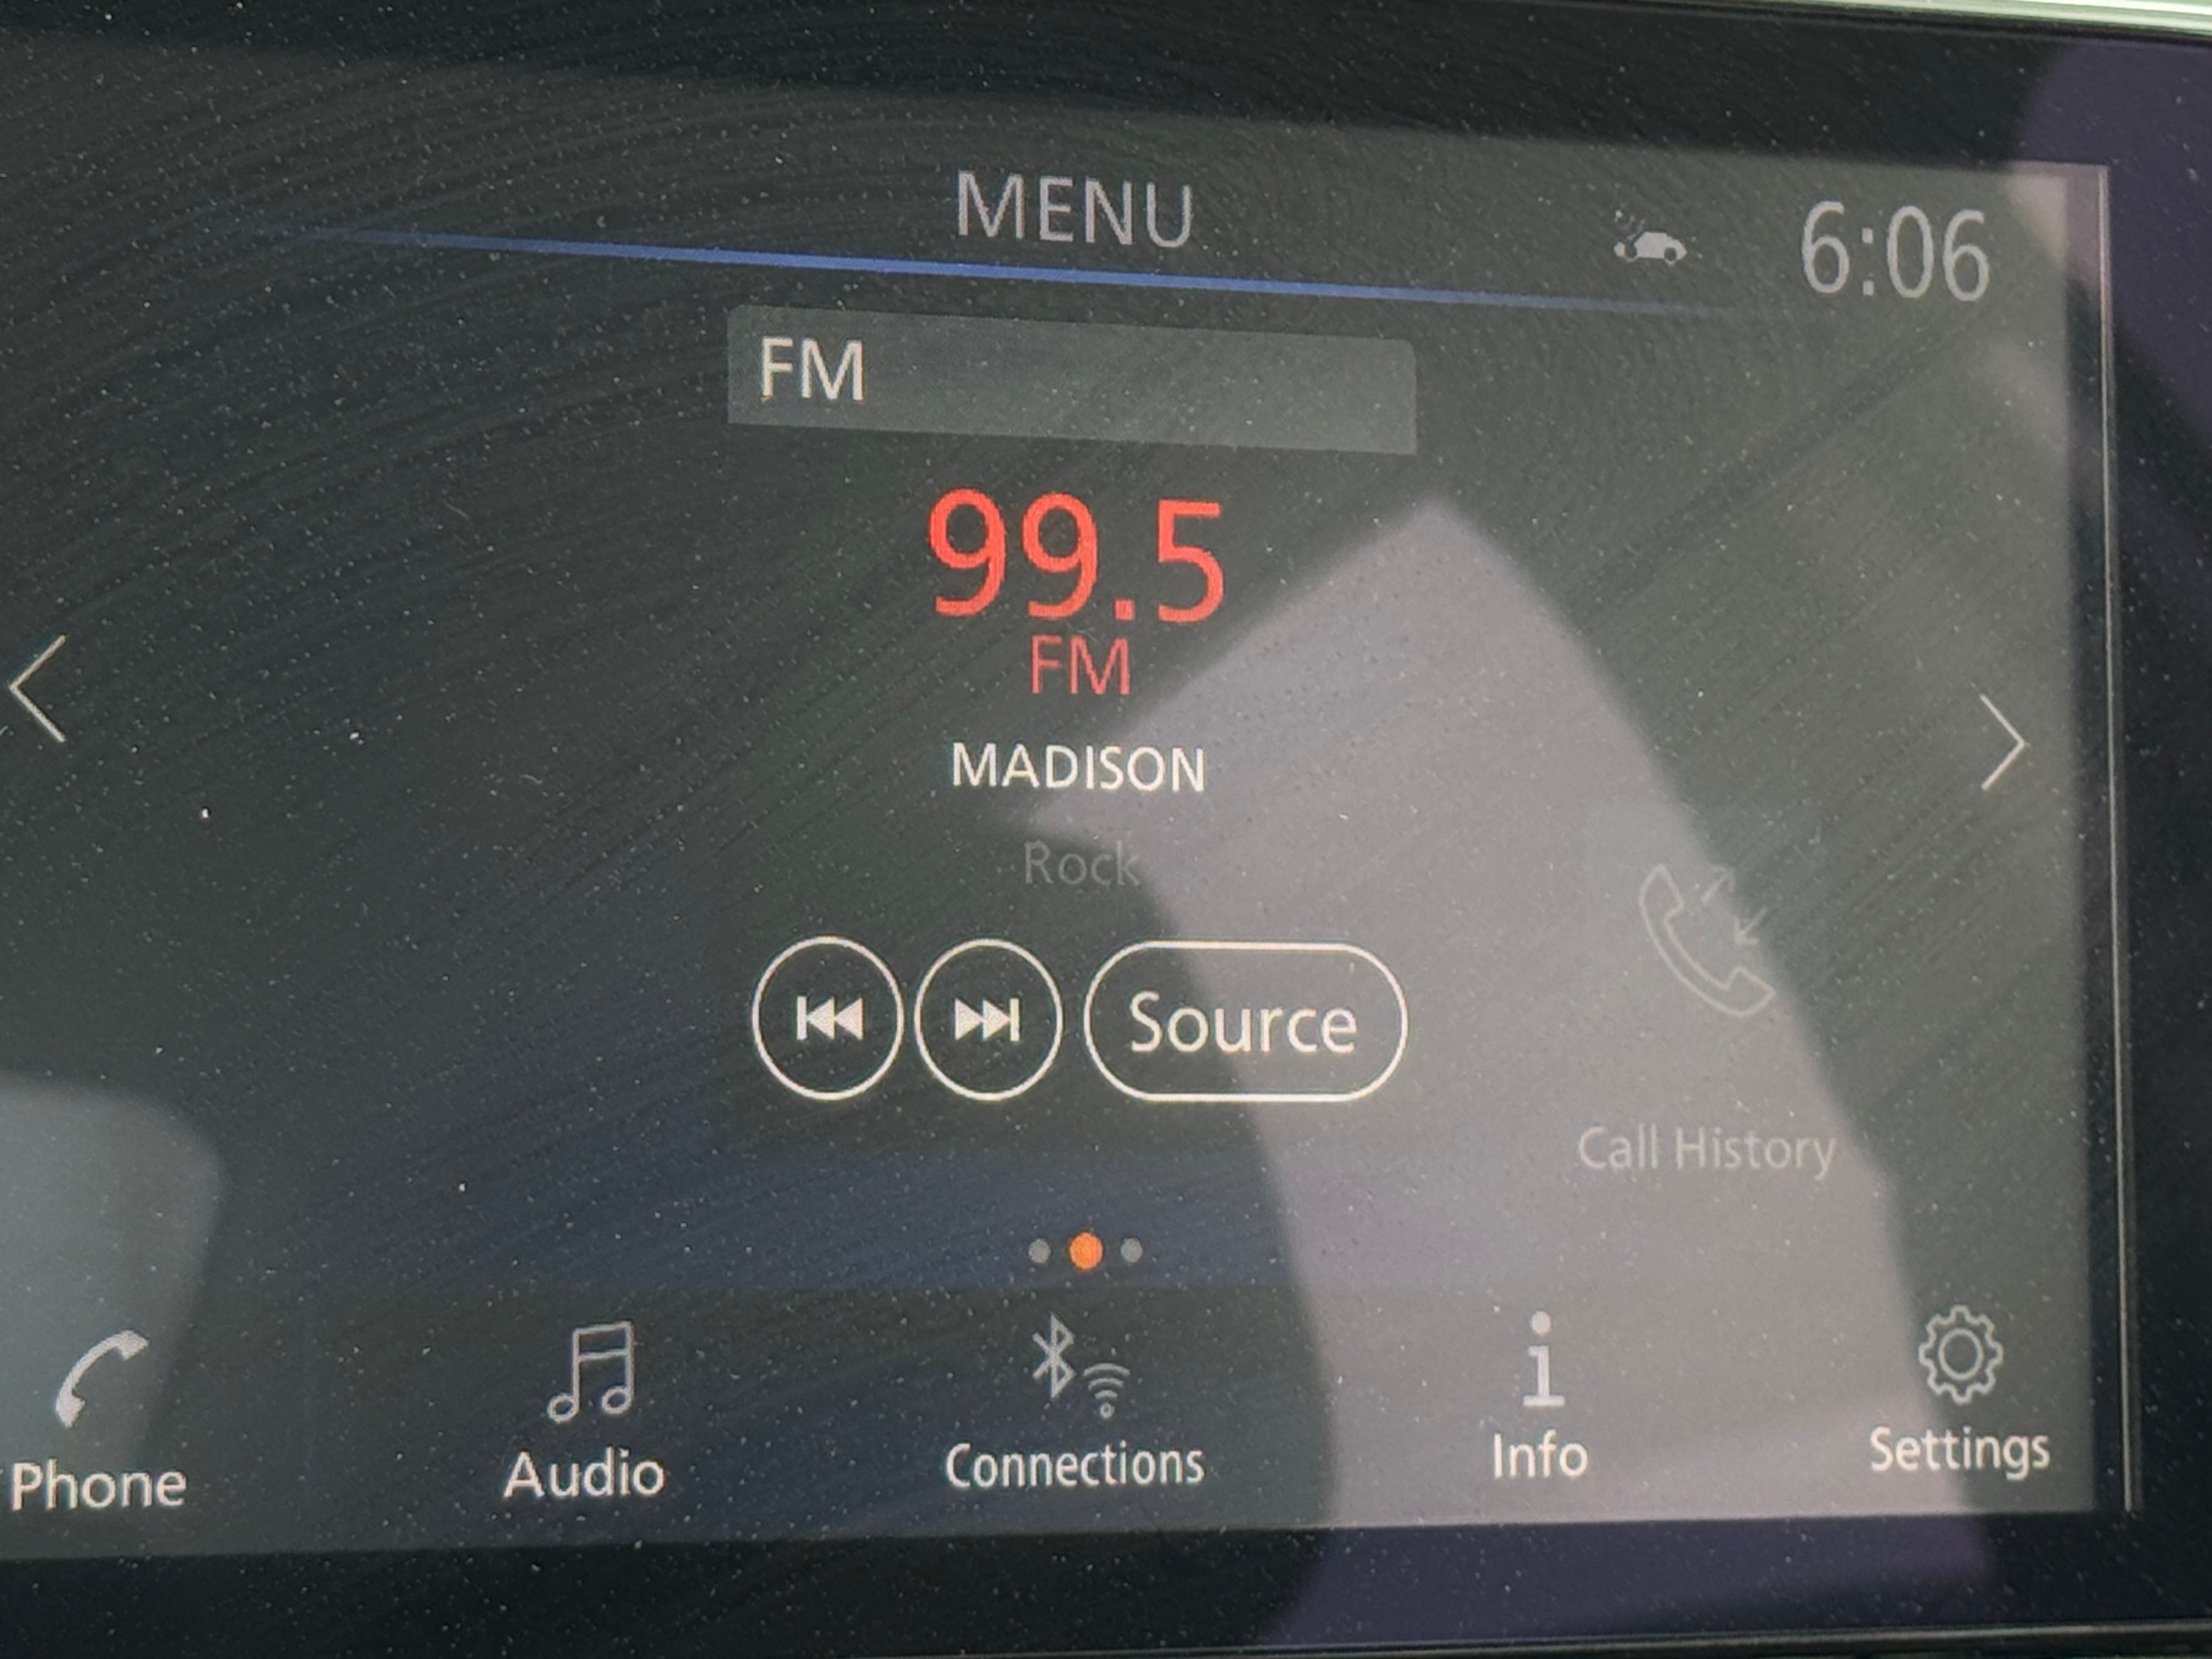 MENU
6:06
FM
99.5
FM
MADISON
Rock
Source
Call History
Phone
Audio
Connections
Info
Settings